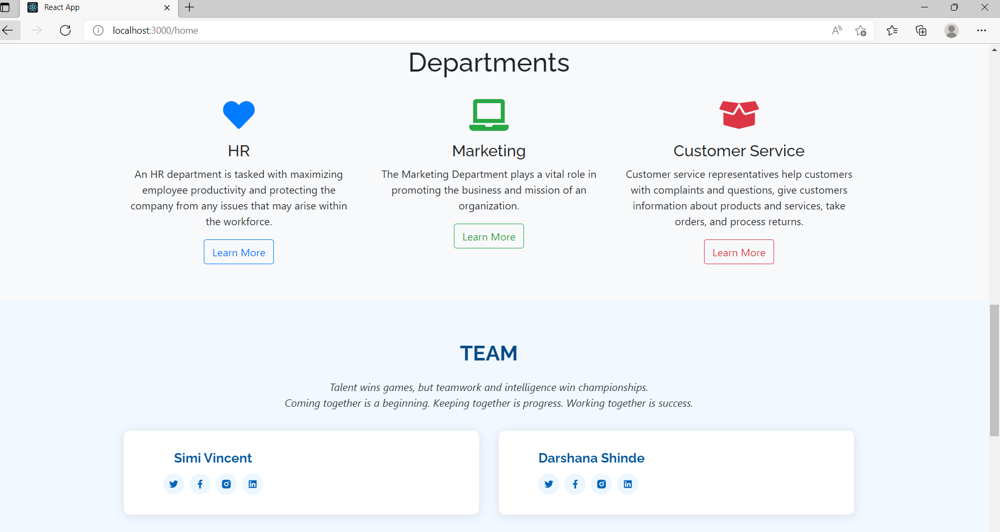 React App
localhost:3000/home
Departments
HR
An HR department is tasked with maximizing
employee productivity and protecting the
company from any issues that may arise within
the workforce.
Learn More
Marketing
The Marketing Department plays a vital role in
promoting the business and mission of an
organization.
Learn More
Customer Service
Customer service representatives help customers
with complaints and questions, give customers
information about products and services, take
orders, and process returns.
Learn More
TEAM
Talent wins games, but teamwork and intelligence win championships.
Coming together is a beginning. Keeping together is progress. Working together is success.
Simi Vincent
Darshana Shinde